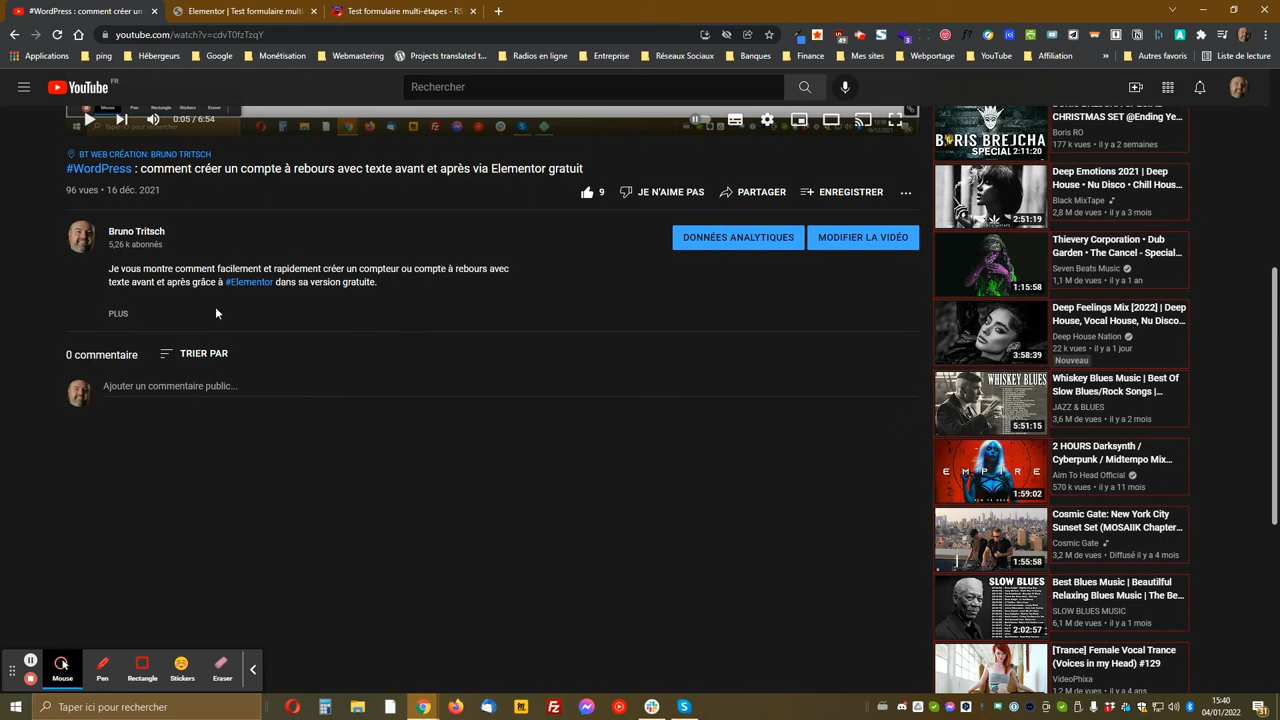 #WordPress : comment créer un
Elementor | Test formulaire multi-
Test formulaire multi-étapes - RS
youtube.com/watch?v=cdvT0fzTzqY
Applications
ping
Hébergeurs
Google
Monétisation
Webmastering
Projects translated t...
Radios en ligne
Entreprise
Réseaux Sociaux
Banques
Finance
Mes sites
Webportage
YouTube
Affiliation
Autres favoris
Liste de lecture
YouTube
FR
Rechercher
Mouse
Pen
Rectangle
Stickers
Eraser
0:05 / 6:54
BT WEB CRÉATION: BRUNO TRITSCH
#WordPress : comment créer un compte à rebours avec texte avant et après via Elementor gratuit
96 vues • 16 déc. 2021
9
JE N'AIME PAS
PARTAGER
ENREGISTRER
Bruno Tritsch
5,26 k abonnés
DONNÉES ANALYTIQUES
MODIFIER LA VIDÉO
Je vous montre comment facilement et rapidement créer un compteur ou compte à rebours avec
texte avant et après grâce à #Elementor dans sa version gratuite.
PLUS
0 commentaire
TRIER PAR
Ajouter un commentaire public...
BORIS BREJCHA
SPECIAL
2:11:20
CHRISTMAS SET @Ending Ye...
Boris RO
177 k vues • il y a 2 semaines
2:51:19
Deep Emotions 2021 | Deep
House • Nu Disco • Chill Hous...
Black MixTape
2,8 M de vues • il y a 3 mois
1:15:58
Thievery Corporation • Dub
Garden • The Cancel - Special...
Seven Beats Music
1,1 M de vues • il y a 1 an
3:58:39
Deep Feelings Mix [2022] | Deep
House, Vocal House, Nu Disco...
Deep House Nation
22 k vues • il y a 1 jour
Nouveau
WHISKEY BLUES
5:51:15
Whiskey Blues Music | Best Of
Slow Blues/Rock Songs |...
JAZZ & BLUES
3,6 M de vues • il y a 2 mois
EMPIRE
1:59:02
2 HOURS Darksynth /
Cyberpunk / Midtempo Mix...
Aim To Head Official
570 k vues • il y a 11 mois
1:55:58
Cosmic Gate: New York City
Sunset Set (MOSAIIK Chapter...
Cosmic Gate
3,2 M de vues • Diffusé il y a 4 mois
SLOW BLUES
2:02:57
Best Blues Music | Beautilful
Relaxing Blues Music | The Be...
SLOW BLUES MUSIC
6,1 M de vues • il y a 1 mois
[Trance] Female Vocal Trance
(Voices in my Head) #129
VideoPhixa
1,2 M de vues • il y a 4 ans
Mouse
Pen
Rectangle
Stickers
Eraser
Taper ici pour rechercher
15:40
04/01/2022